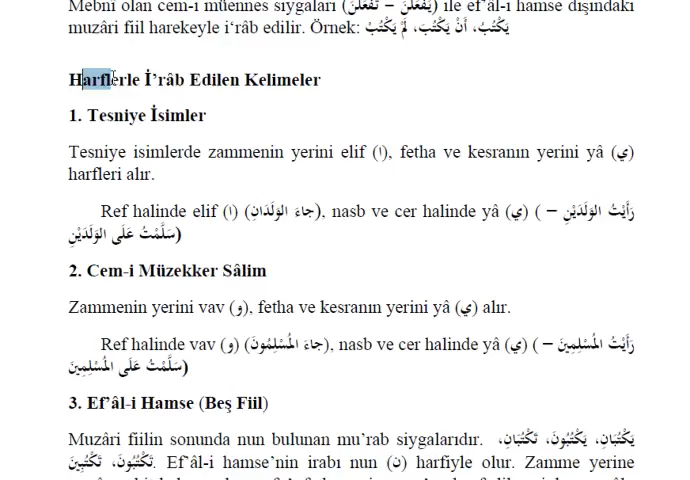 Mebnî olan cem-i müennes siygaları (يَفْعَلْنَ – تَفْعَلْنَ) ile ef'âl-i hamse dışındaki
muzâri fiil harekeyle i'râb edilir. Örnek: يَكْتُبُ، أَنْ يَكْتُبَ، لَمْ يَكْتُبْ
Harflerle İ'râb Edilen Kelimeler
1. Tesniye İsimler
Tesniye isimlerde zammenin yerini elif (ا), fetha ve kesranın yerini yâ (ي)
harfleri alır.
Ref halinde elif (ا) (جاءَ الوَلَدَانِ), nasb ve cer halinde yâ (ي) ( – رَأَيْتُ الوَلَدَيْنِ
سَلَّمْتُ عَلَى الوَلَدَيْنِ)
2. Cem-i Müzekker Sâlim
Zammenin yerini vav (و), fetha ve kesranın yerini yâ (ي) alır.
Ref halinde vav (و) (جاءَ المُسْلِمُونَ), nasb ve cer halinde yâ (ي) ( – رَأَيْتُ المُسْلِمِينَ
سَلَّمْتُ عَلَى المُسْلِمِينَ)
3. Ef'âl-i Hamse (Beş Fiil)
Muzâri fiilin sonunda nun bulunan mu'rab siygalarıdır. يَكْتُبَانِ، يَكْتُبُونَ، تَكْتُبَانِ،
تَكْتُبُونَ، تَكْتُبِينَ. Ef'âl-i hamse'nin irabı nun (ن) harfiyle olur. Zamme yerine